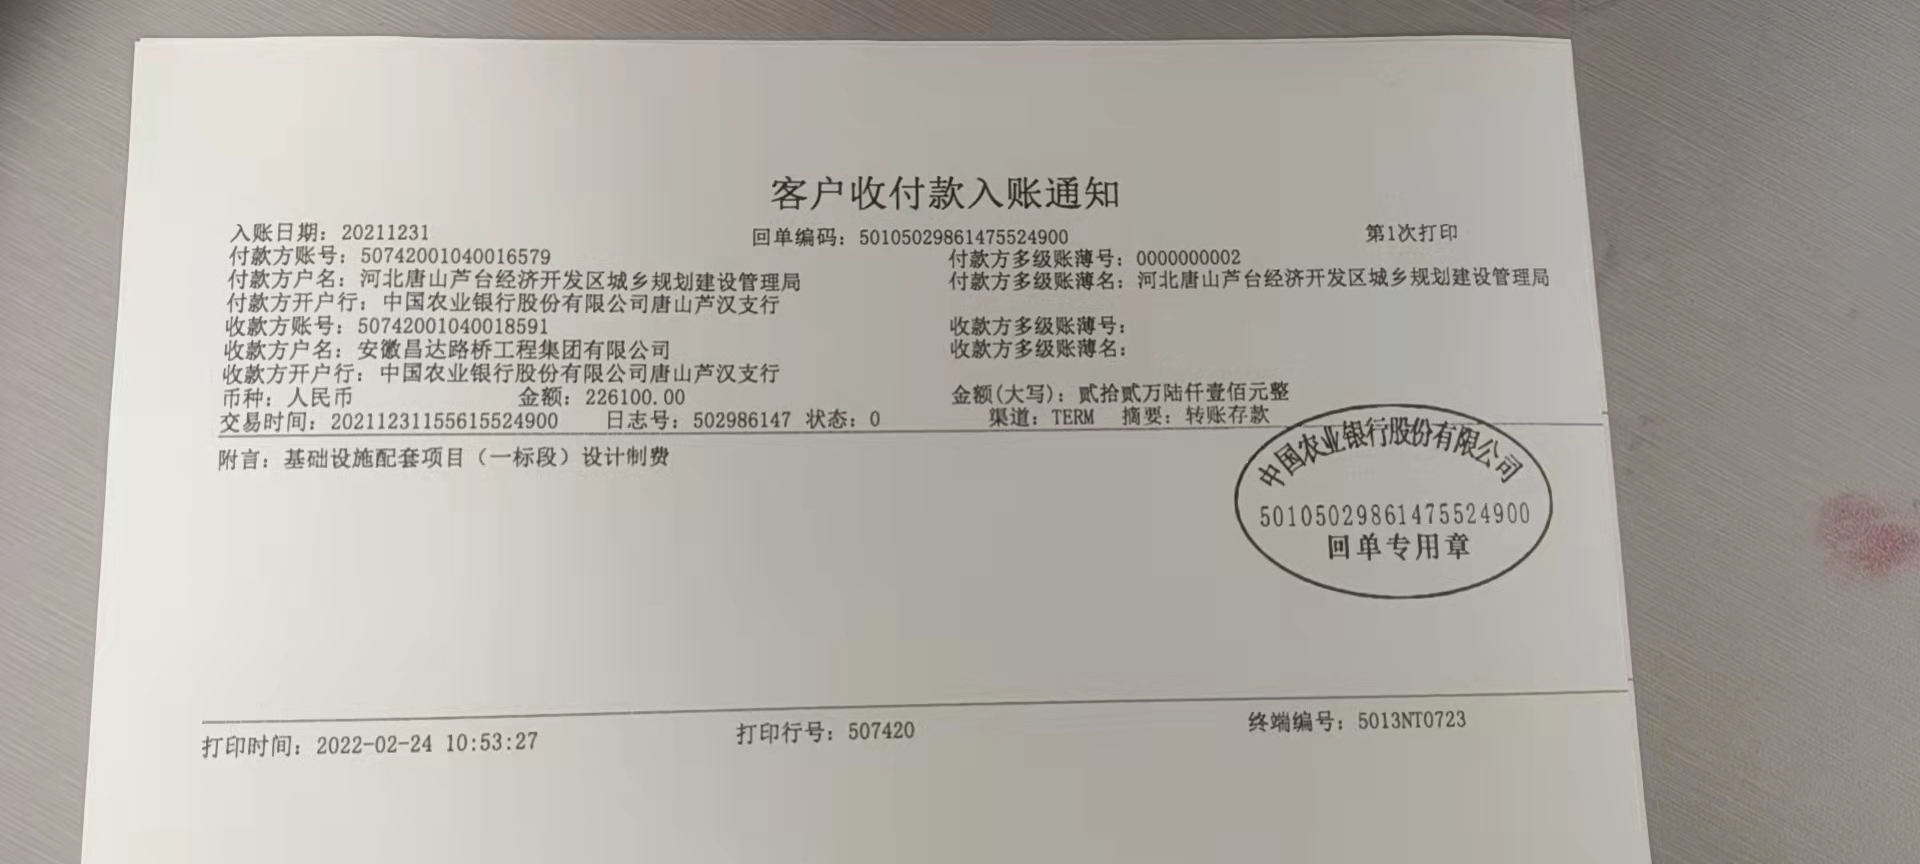 客户收付款入账通知
入账日期：20211231 回单编码：50105029861475524900 第1次打印
付款方账号：50742001040016579 付款方多级账薄号：0000000002
付款方户名：河北唐山芦台经济开发区城乡规划建设管理局 付款方多级账薄名：河北唐山芦台经济开发区城乡规划建设管理局
付款方开户行：中国农业银行股份有限公司唐山芦汉支行
收款方账号：50742001040018591 收款方多级账薄号：
收款方户名：安徽昌达路桥工程集团有限公司 收款方多级账薄名：
收款方开户行：中国农业银行股份有限公司唐山芦汉支行
币种：人民币 金额：226100.00 金额(大写)：贰拾贰万陆仟壹佰元整
交易时间：20211231155615524900 日志号：502986147 状态：0 渠道：TERM 摘要：转账存款
附言：基础设施配套项目（一标段）设计制费
中国农业银行股份有限公司
50105029861475524900
回单专用章
打印时间：2022-02-24 10:53:27 打印行号：507420 终端编号：5013NT0723